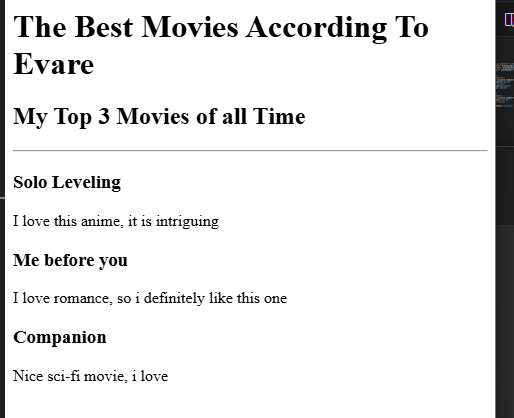 The Best Movies According To
Evare
My Top 3 Movies of all Time
Solo Leveling
I love this anime, it is intriguing
Me before you
I love romance, so i definitely like this one
Companion
Nice sci-fi movie, i love